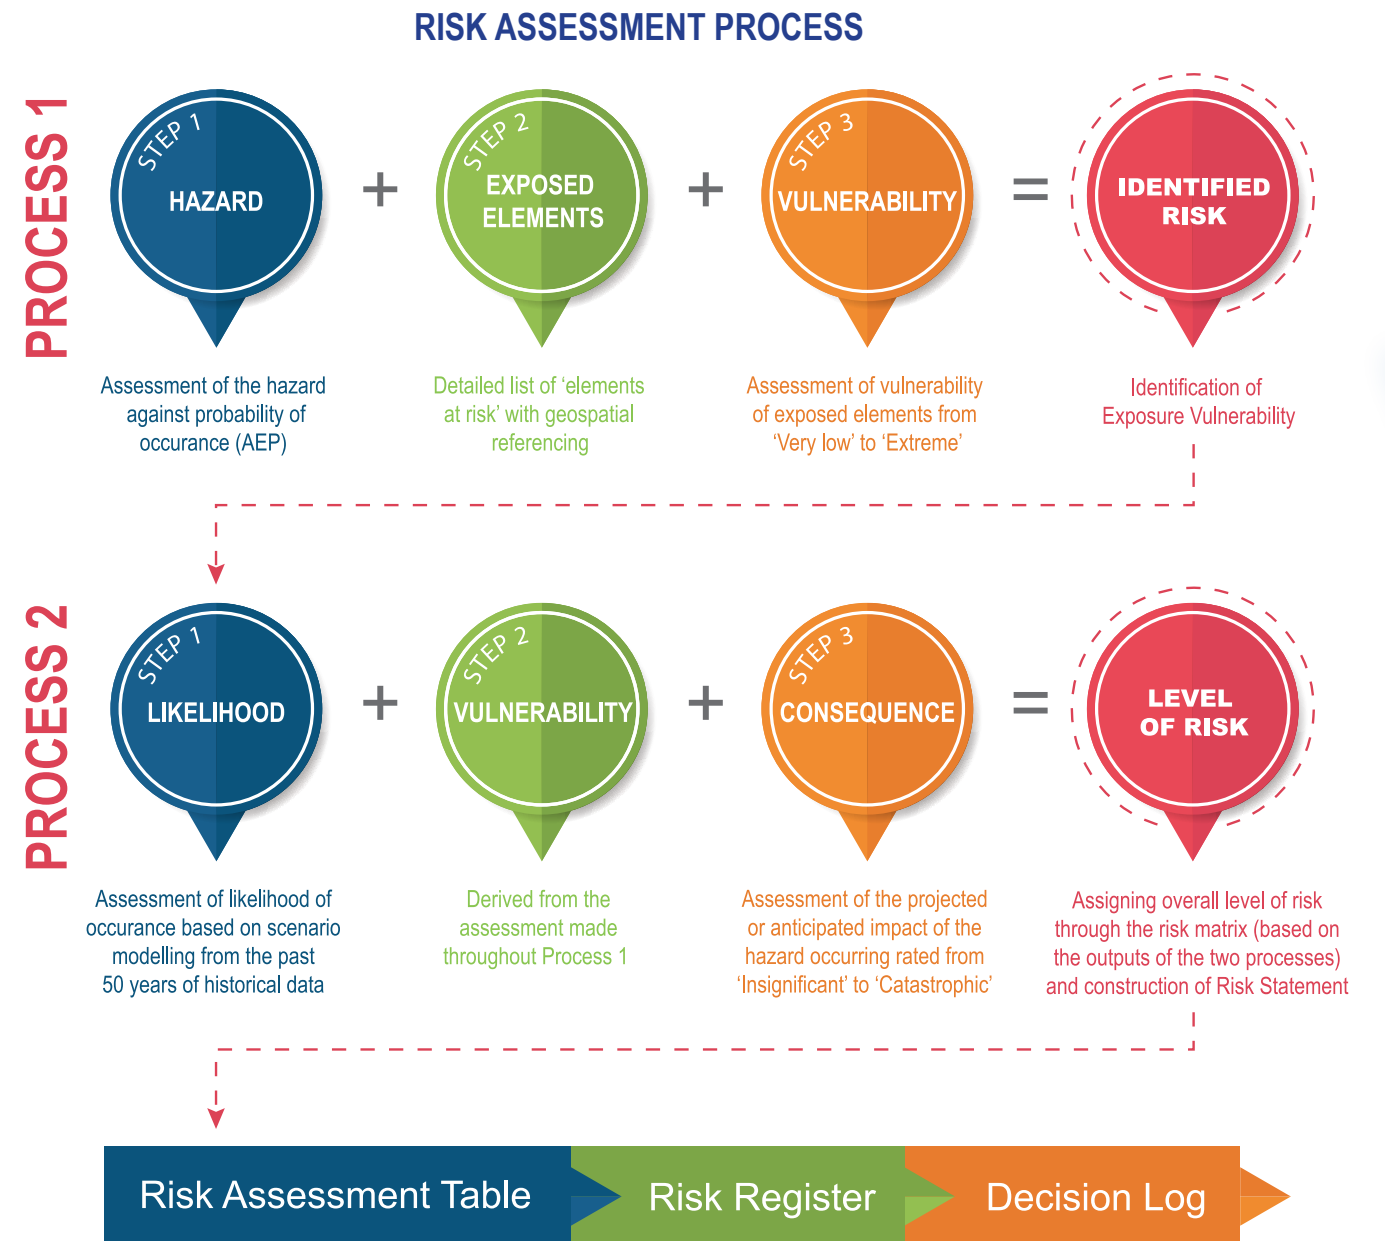 RISK ASSESSMENT PROCESS
PROCESS 1
STEP 1
HAZARD
+
STEP 2
EXPOSED
ELEMENTS
+
STEP 3
VULNERABILITY
=
IDENTIFIED
RISK
Assessment of the hazard
against probability of
occurance (AEP)
Detailed list of ‘elements
at risk’ with geospatial
referencing
Assessment of vulnerability
of exposed elements from
‘Very low’ to ‘Extreme’
Identification of
Exposure Vulnerability
PROCESS 2
STEP 1
LIKELIHOOD
+
STEP 2
VULNERABILITY
+
STEP 3
CONSEQUENCE
=
LEVEL
OF RISK
Assessment of likelihood of
occurance based on scenario
modelling from the past
50 years of historical data
Derived from the
assessment made
throughout Process 1
Assessment of the projected
or anticipated impact of the
hazard occurring rated from
‘Insignificant’ to ‘Catastrophic’
Assigning overall level of risk
through the risk matrix (based on
the outputs of the two processes)
and construction of Risk Statement
Risk Assessment Table
Risk Register
Decision Log